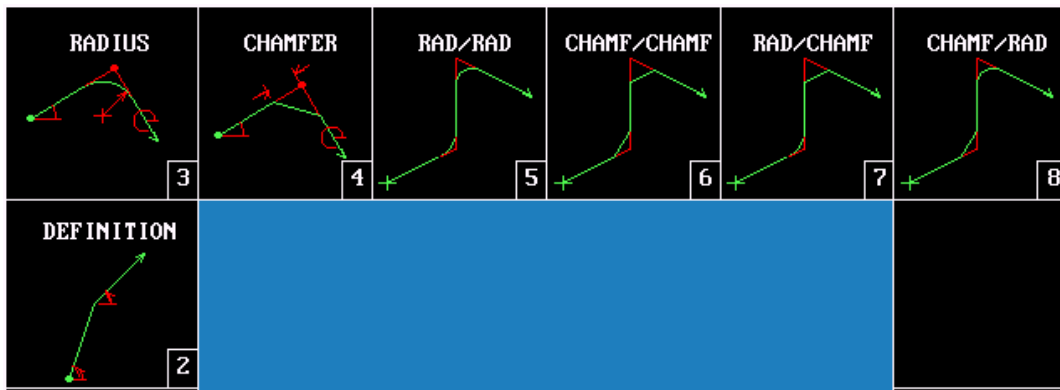 RADIUS
3
CHAMFER
4
RAD/RAD
5
CHAMF/CHAMF
6
RAD/CHAMF
7
CHAMF/RAD
8
DEFINITION
2